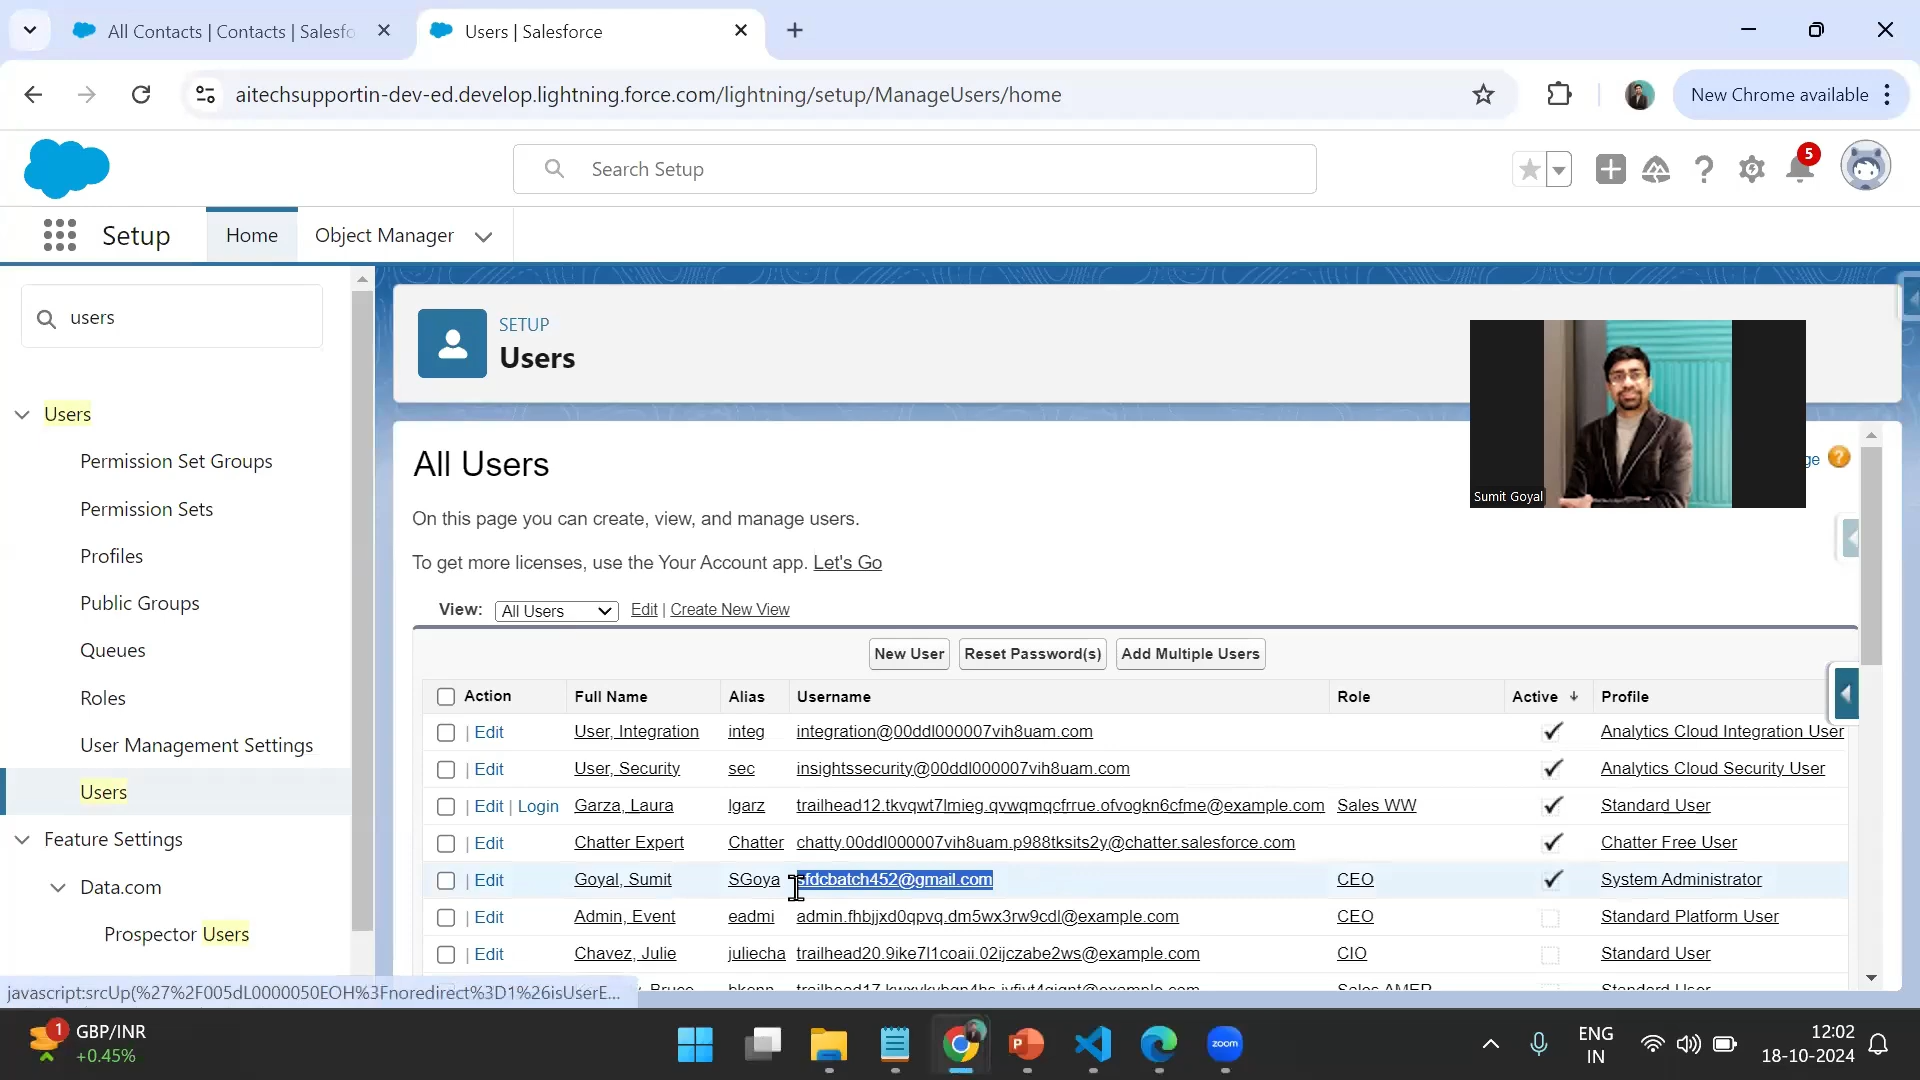 All Contacts | Contacts | Salesfo
Users | Salesforce
aitechsupportin-dev-ed.develop.lightning.force.com/lightning/setup/ManageUsers/home
New Chrome available
Search Setup
5
Setup
Home
Object Manager
users
Users
Permission Set Groups
Permission Sets
Profiles
Public Groups
Queues
Roles
User Management Settings
Users
Feature Settings
Data.com
Prospector Users
SETUP
Users
Sumit Goyal
ge
All Users
On this page you can create, view, and manage users.
To get more licenses, use the Your Account app. Let's Go
View: All Users Edit | Create New View
New User Reset Password(s) Add Multiple Users
Action Full Name Alias Username Role Active Profile
| Edit User, Integration integ integration@00ddl000007vih8uam.com Analytics Cloud Integration User
| Edit User, Security sec insightssecurity@00ddl000007vih8uam.com Analytics Cloud Security User
| Edit | Login Garza, Laura lgarz trailhead12.tkvqwt7lmieg.qvwqmqcfrrue.ofvogkn6cfme@example.com Sales WW Standard User
| Edit Chatter Expert Chatter chatty.00ddl000007vih8uam.p988tksits2y@chatter.salesforce.com Chatter Free User
| Edit Goyal, Sumit SGoya sfdcbatch452@gmail.com CEO System Administrator
| Edit Admin, Event eadmi admin.fhbjjxd0qpvq.dm5wx3rw9cdl@example.com CEO Standard Platform User
| Edit Chavez, Julie juliecha trailhead20.9ike7l1coaii.02ijczabe2ws@example.com CIO Standard User
javascript:srcUp(%27%2F005dL0000050EOH%3Fnoredirect%3D1%26isUserE...
1
GBP/INR
+0.45%
zoom
ENG
IN
12:02
18-10-2024